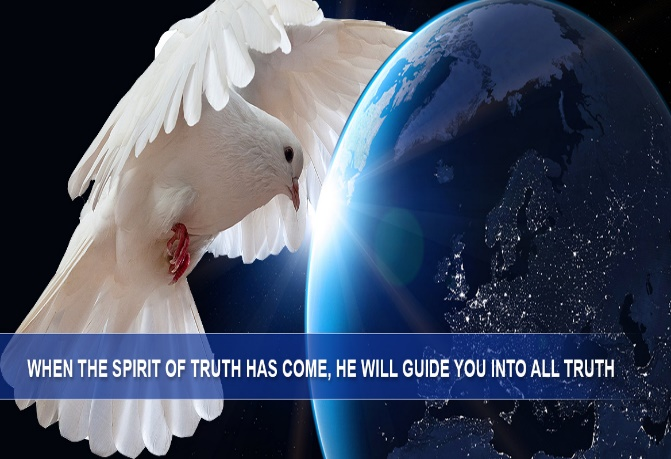 WHEN THE SPIRIT OF TRUTH HAS COME, HE WILL GUIDE YOU INTO ALL TRUTH